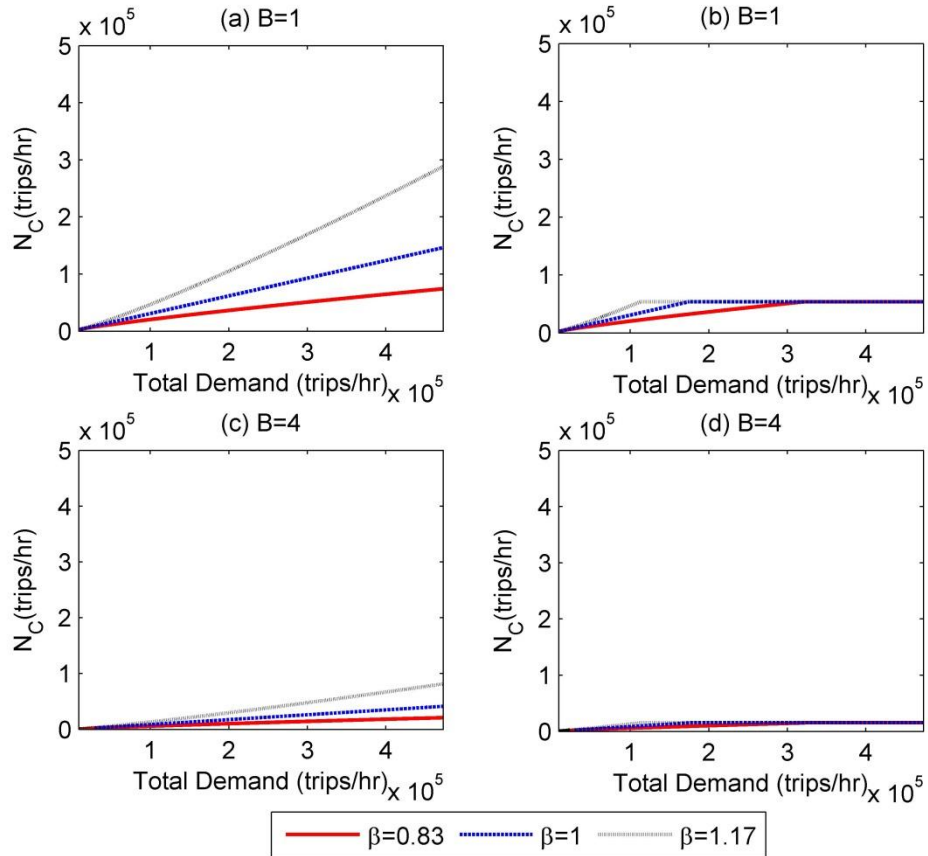 (a) B=1
x 10^5
5
4
3
2
1
0
N_C(trips/hr)
1 2 3 4
Total Demand (trips/hr) x 10^5
(b) B=1
x 10^5
5
4
3
2
1
0
N_C(trips/hr)
1 2 3 4
Total Demand (trips/hr) x 10^5
(c) B=4
x 10^5
5
4
3
2
1
0
N_C(trips/hr)
1 2 3 4
Total Demand (trips/hr) x 10^5
(d) B=4
x 10^5
5
4
3
2
1
0
N_C(trips/hr)
1 2 3 4
Total Demand (trips/hr) x 10^5
β=0.83 β=1 β=1.17